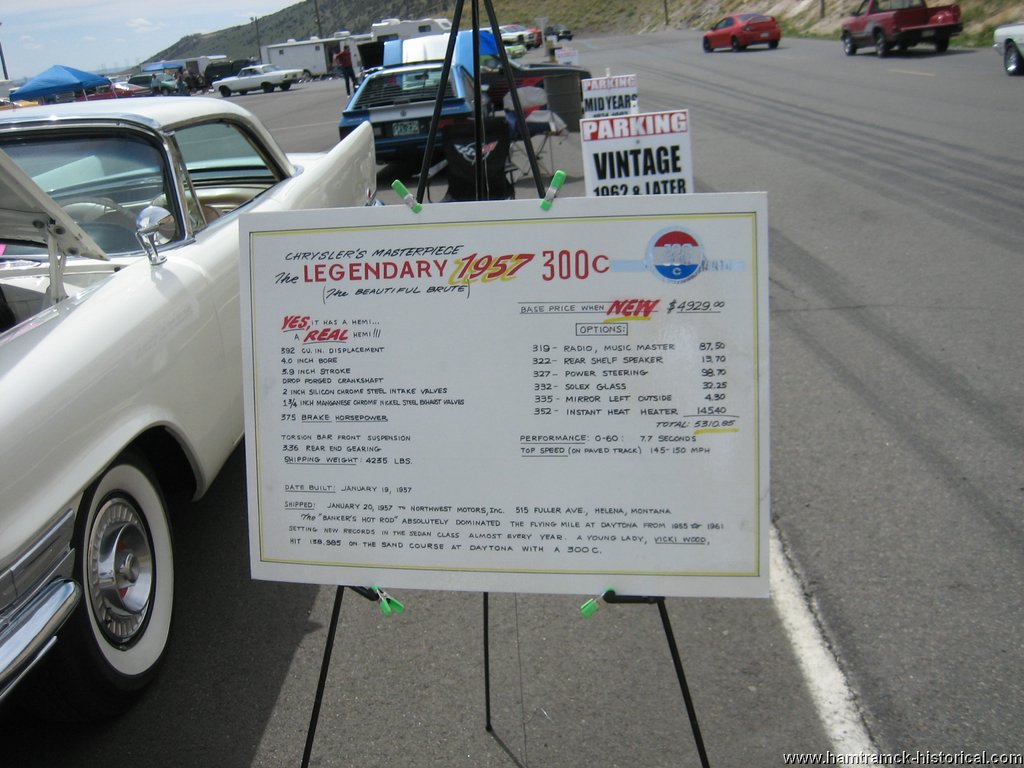 PARKING
MID YEARS
PARKING
VINTAGE
1962 & LATER
CHRYSLER'S MASTERPIECE
The LEGENDARY 1957 300C
(The BEAUTIFUL BRUTE)
300
C
YES, IT HAS A HEMI...
A REAL HEMI!!!
392 CU. IN. DISPLACEMENT
4.0 INCH BORE
3.9 INCH STROKE
DROP FORGED CRANKSHAFT
2 INCH SILICON CHROME STEEL INTAKE VALVES
1 3/4 INCH MANGANESE CHROME NICKEL STEEL EXHAUST VALVES
375 BRAKE HORSEPOWER
TORSION BAR FRONT SUSPENSION
3.36 REAR END GEARING
SHIPPING WEIGHT: 4235 LBS.
BASE PRICE WHEN NEW $4929.00
OPTIONS:
319 - RADIO, MUSIC MASTER 87.50
322 - REAR SHELF SPEAKER 13.70
327 - POWER STEERING 98.70
332 - SOLEX GLASS 32.25
335 - MIRROR LEFT OUTSIDE 4.30
352 - INSTANT HEAT HEATER 145.40
TOTAL: 5310.85
PERFORMANCE: 0-60: 7.7 SECONDS
TOP SPEED (ON PAVED TRACK) 145-150 MPH
DATE BUILT: JANUARY 19, 1957
SHIPPED: JANUARY 20, 1957 TO NORTHWEST MOTORS, INC. 515 FULLER AVE., HELENA, MONTANA
The "BANKER'S HOT ROD" ABSOLUTELY DOMINATED THE FLYING MILE AT DAYTONA FROM 1955 to 1961
SETTING NEW RECORDS IN THE SEDAN CLASS ALMOST EVERY YEAR. A YOUNG LADY, VICKI WOOD,
HIT 138.985 ON THE SAND COURSE AT DAYTONA WITH A 300C.
www.hamtramck-historical.com